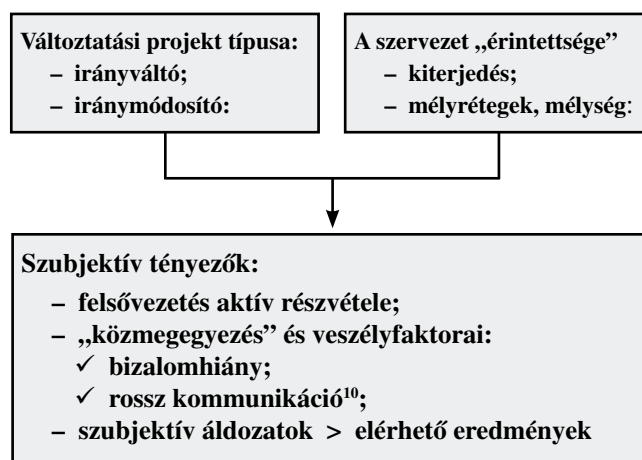 Változtatási projekt típusa:
– irányváltó;
– iránymódosító:
A szervezet „érintettsége”
– kiterjedés;
– mélyrétegek, mélység:
Szubjektív tényezők:
– felsővezetés aktív részvétele;
– „közmegegyezés” és veszélyfaktorai:
✓ bizalomhiány;
✓ rossz kommunikáció¹⁰;
– szubjektív áldozatok > elérhető eredmények